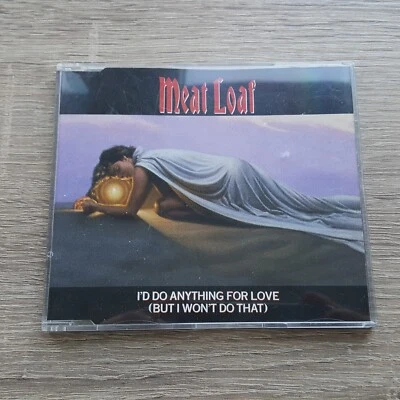 Meat Loaf
I'D DO ANYTHING FOR LOVE
(BUT I WON'T DO THAT)